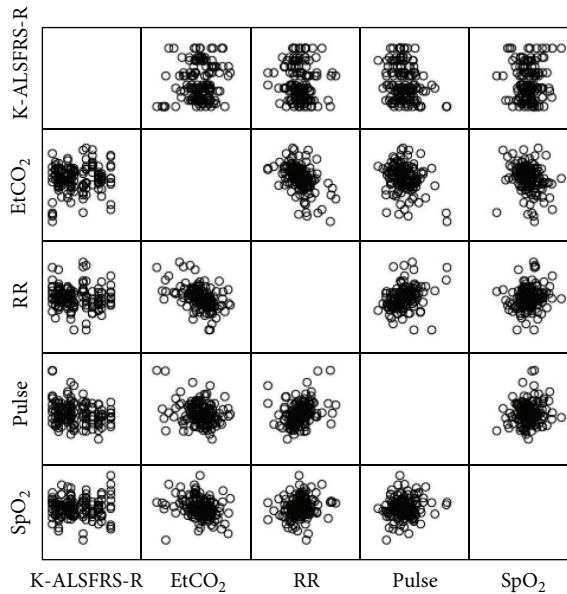 K-ALSFRS-R
EtCO₂
RR
Pulse
SpO₂
K-ALSFRS-R EtCO₂ RR Pulse SpO₂